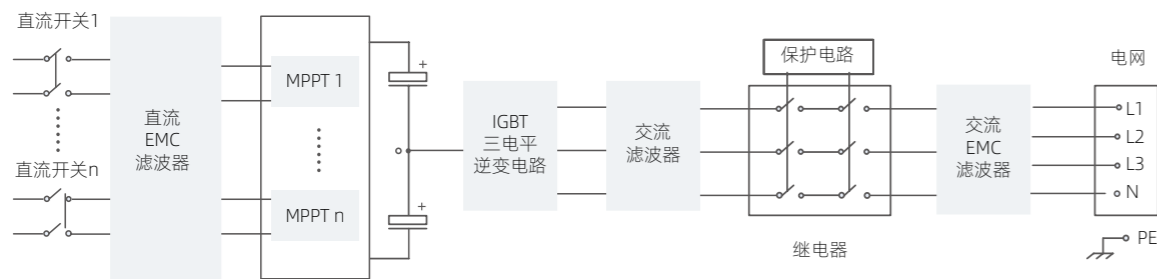 直流开关1
直流开关n
直流
EMC
滤波器
MPPT 1
MPPT n
+
+
IGBT
三电平
逆变电路
交流
滤波器
保护电路
继电器
交流
EMC
滤波器
电网
L1
L2
L3
N
PE